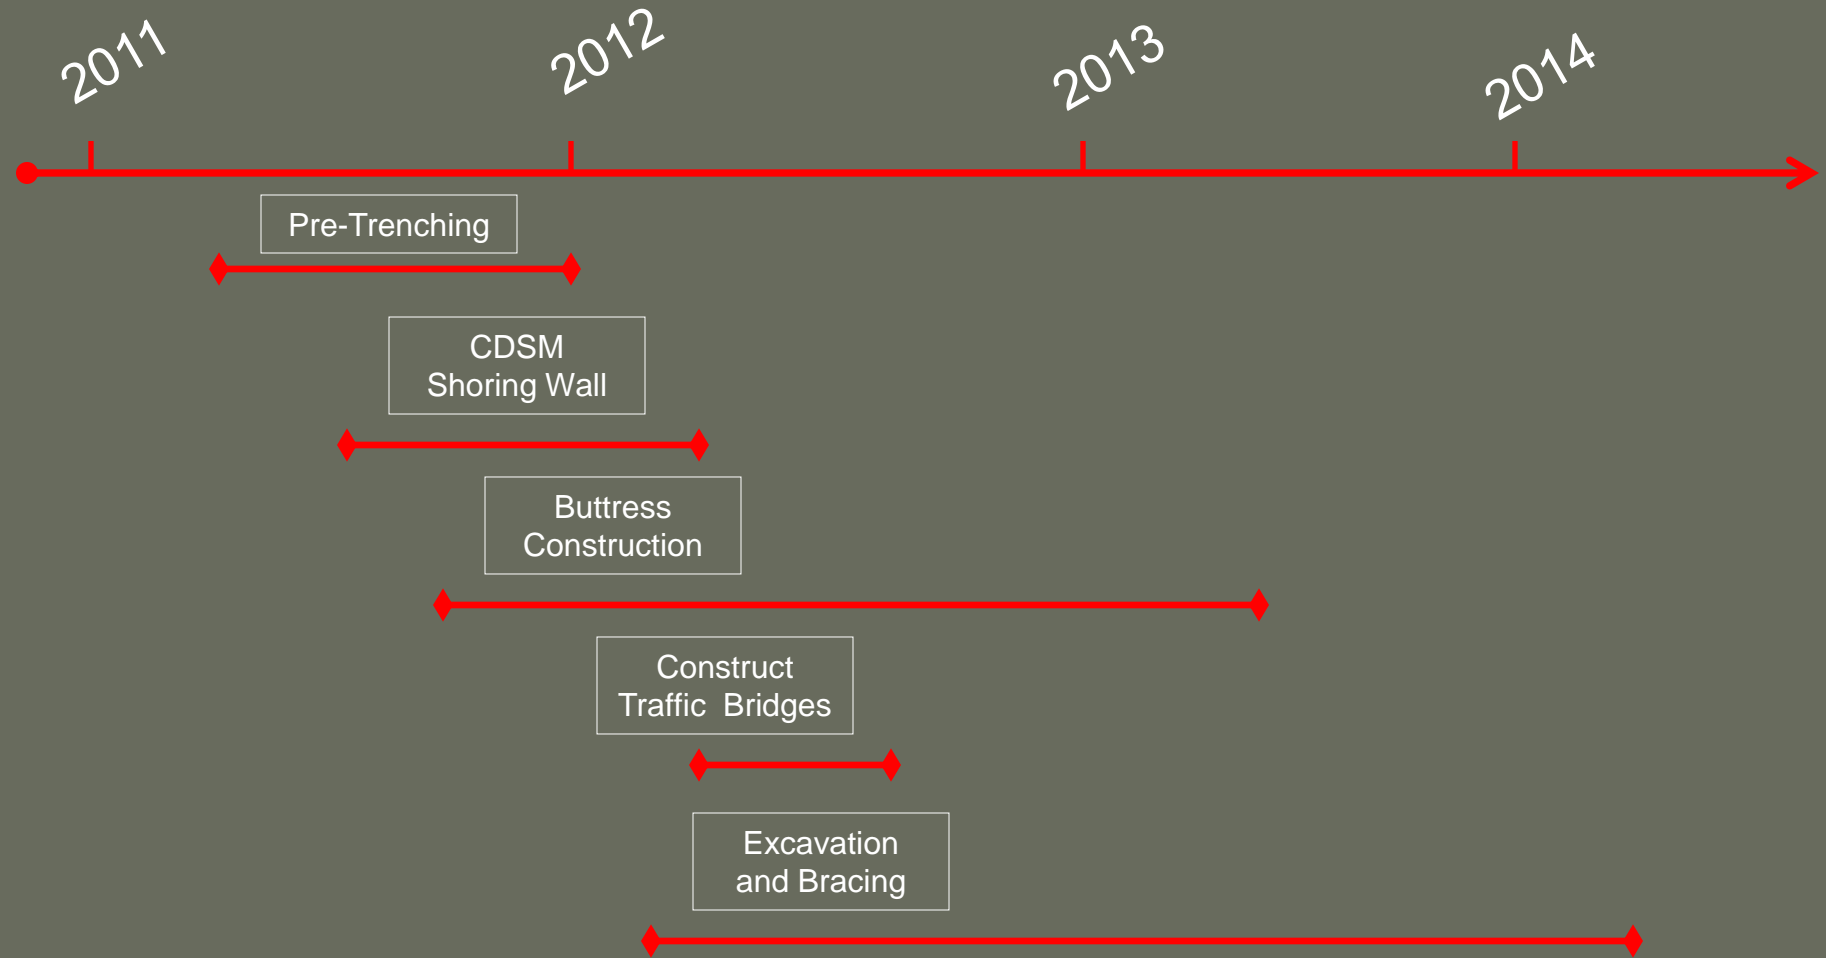 2011
2012
2013
2014
Pre-Trenching
CDSM
Shoring Wall
Buttress
Construction
Construct
Traffic Bridges
Excavation
and Bracing